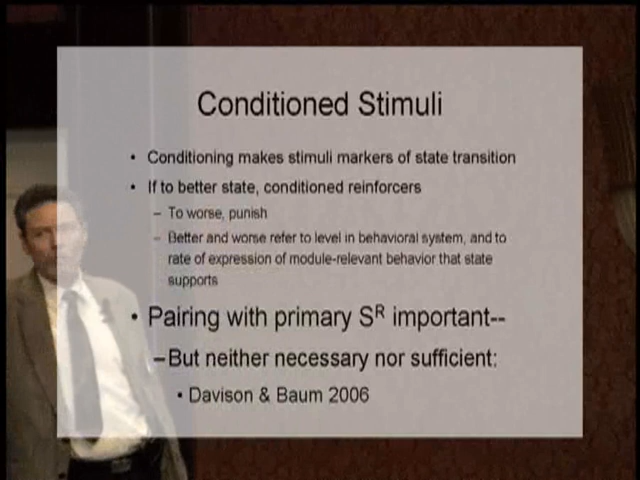 Conditioned Stimuli
• Conditioning makes stimuli markers of state transition
• If to better state, conditioned reinforcers
– To worse, punish
– Better and worse refer to level in behavioral system, and to
rate of expression of module-relevant behavior that state
supports
• Pairing with primary Sᴿ important--
–But neither necessary nor sufficient:
• Davison & Baum 2006